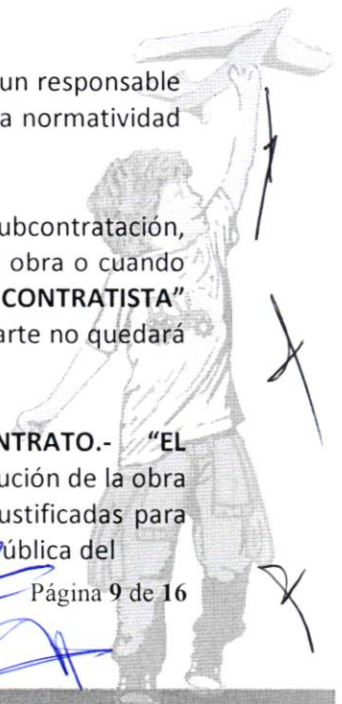 un responsable
a normatividad
ubcontratación,
obra o cuando
CONTRATISTA"
arte no quedará
NTRATO.- "EL
ución de la obra
ustificadas para
ública del
Página 9 de 16